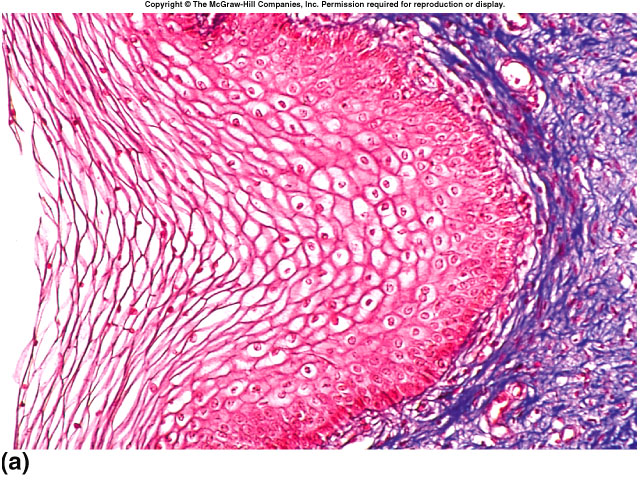 Copyright © The McGraw-Hill Companies, Inc. Permission required for reproduction or display.
(a)